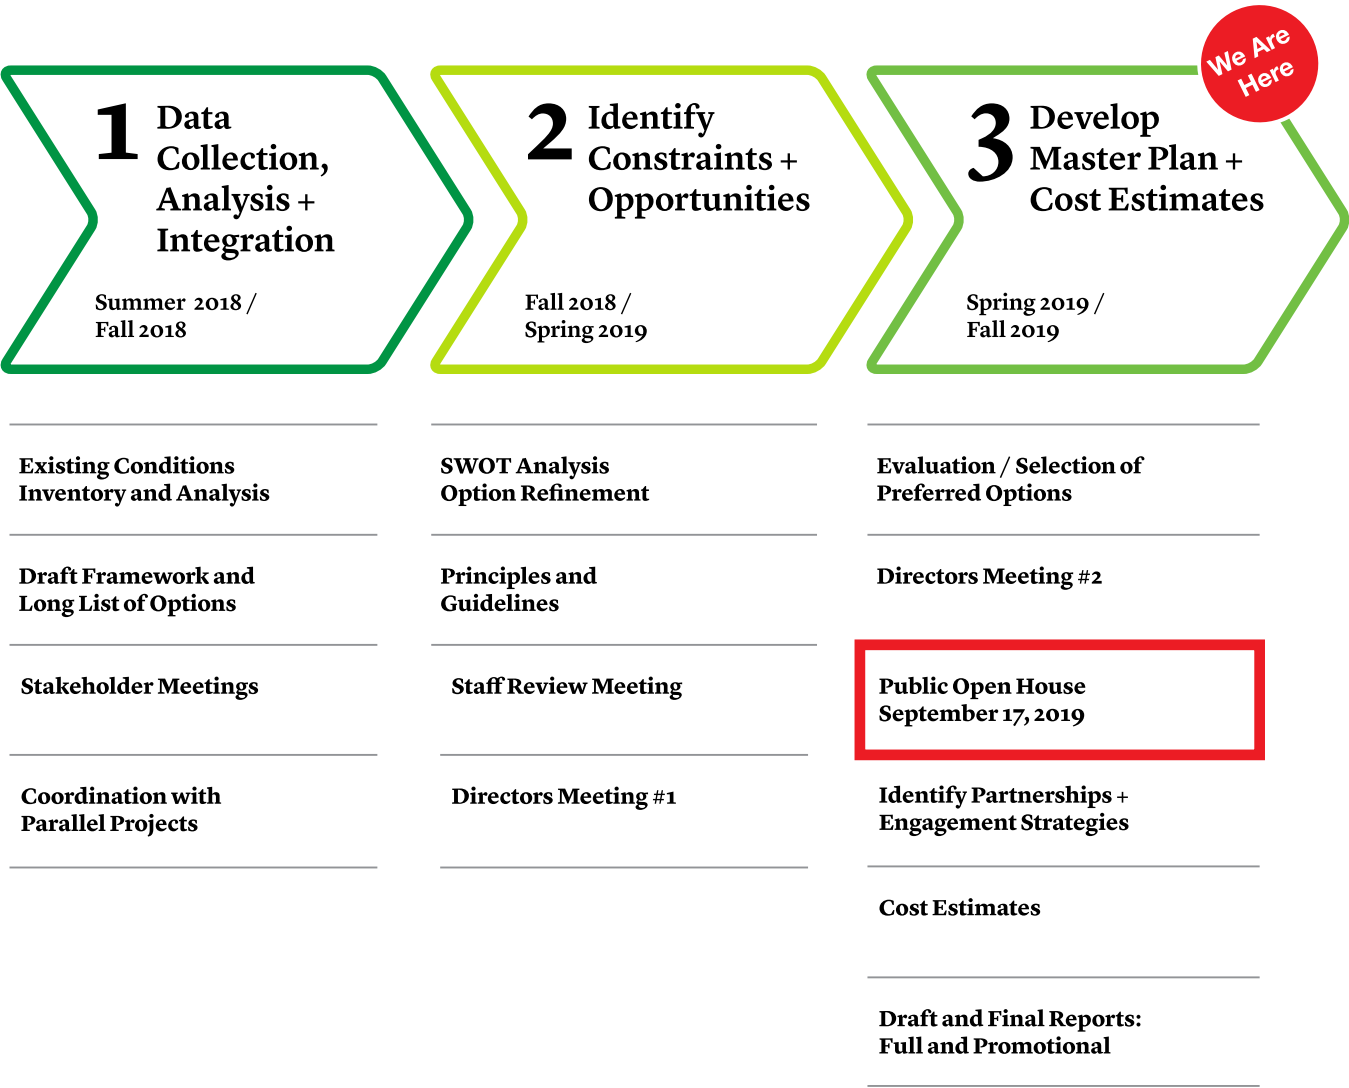 We Are
Here
1
Data
Collection,
Analysis +
Integration
Summer 2018 /
Fall 2018
2
Identify
Constraints +
Opportunities
Fall 2018 /
Spring 2019
3
Develop
Master Plan +
Cost Estimates
Spring 2019 /
Fall 2019
Existing Conditions
Inventory and Analysis
Draft Framework and
Long List of Options
Stakeholder Meetings
Coordination with
Parallel Projects
SWOT Analysis
Option Refinement
Principles and
Guidelines
Staff Review Meeting
Directors Meeting #1
Evaluation / Selection of
Preferred Options
Directors Meeting #2
Public Open House
September 17, 2019
Identify Partnerships +
Engagement Strategies
Cost Estimates
Draft and Final Reports:
Full and Promotional